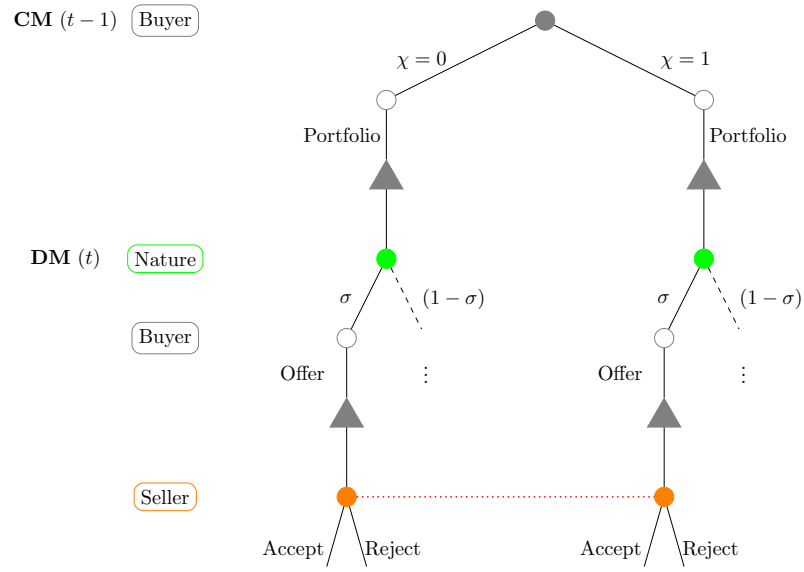 CM (t − 1) Buyer
χ = 0 χ = 1
Portfolio Portfolio
DM (t) Nature
σ (1 − σ) σ (1 − σ)
Buyer
Offer ⋮ Offer ⋮
Seller
Accept Reject Accept Reject